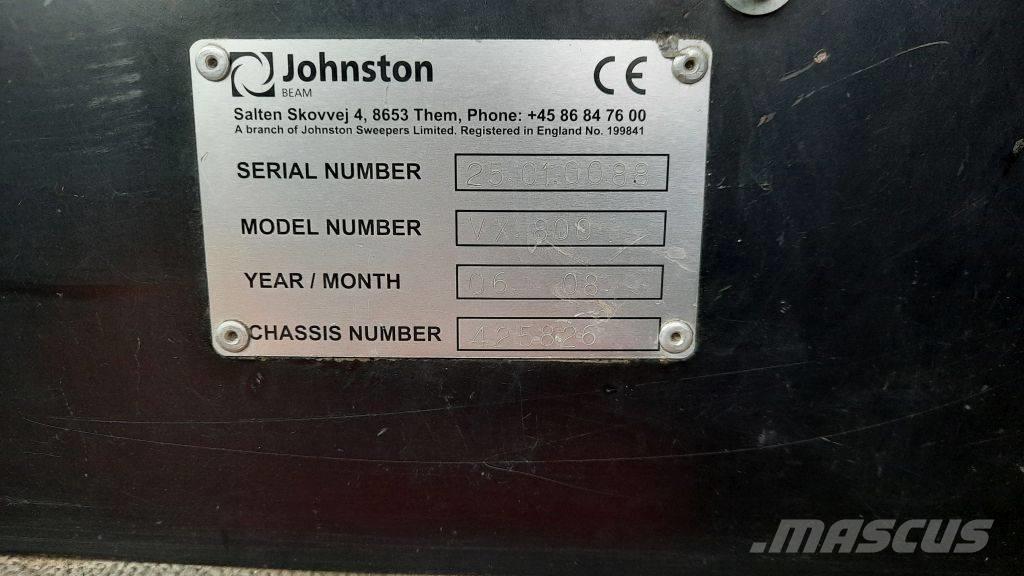 Johnston
BEAM
CE
Salten Skovvej 4, 8653 Them, Phone: +45 86 84 76 00
A branch of Johnston Sweepers Limited. Registered in England No. 199841
SERIAL NUMBER 25.01.0088
MODEL NUMBER VX 800
YEAR / MONTH 06 08
CHASSIS NUMBER 425826
.MASCUS